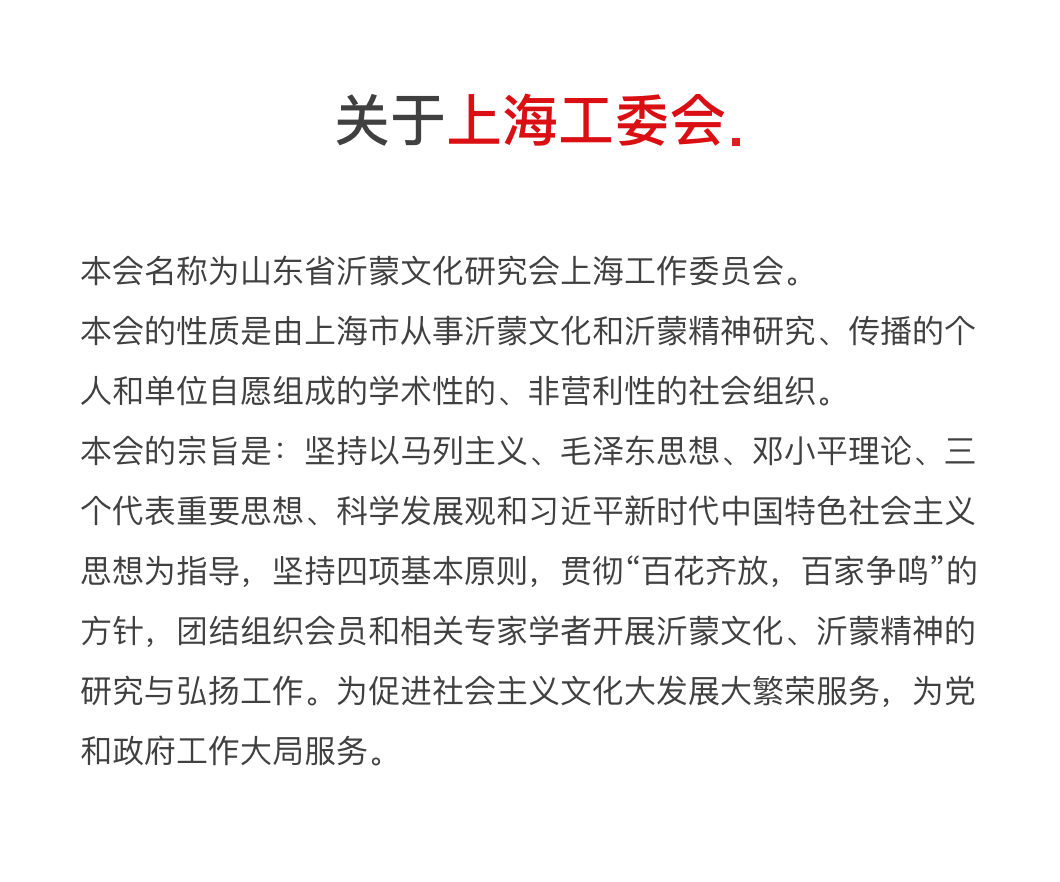 关于上海工委会.
本会名称为山东省沂蒙文化研究会上海工作委员会。
本会的性质是由上海市从事沂蒙文化和沂蒙精神研究、传播的个
人和单位自愿组成的学术性的、非营利性的社会组织。
本会的宗旨是：坚持以马列主义、毛泽东思想、邓小平理论、三
个代表重要思想、科学发展观和习近平新时代中国特色社会主义
思想为指导，坚持四项基本原则，贯彻“百花齐放，百家争鸣”的
方针，团结组织会员和相关专家学者开展沂蒙文化、沂蒙精神的
研究与弘扬工作。为促进社会主义文化大发展大繁荣服务，为党
和政府工作大局服务。